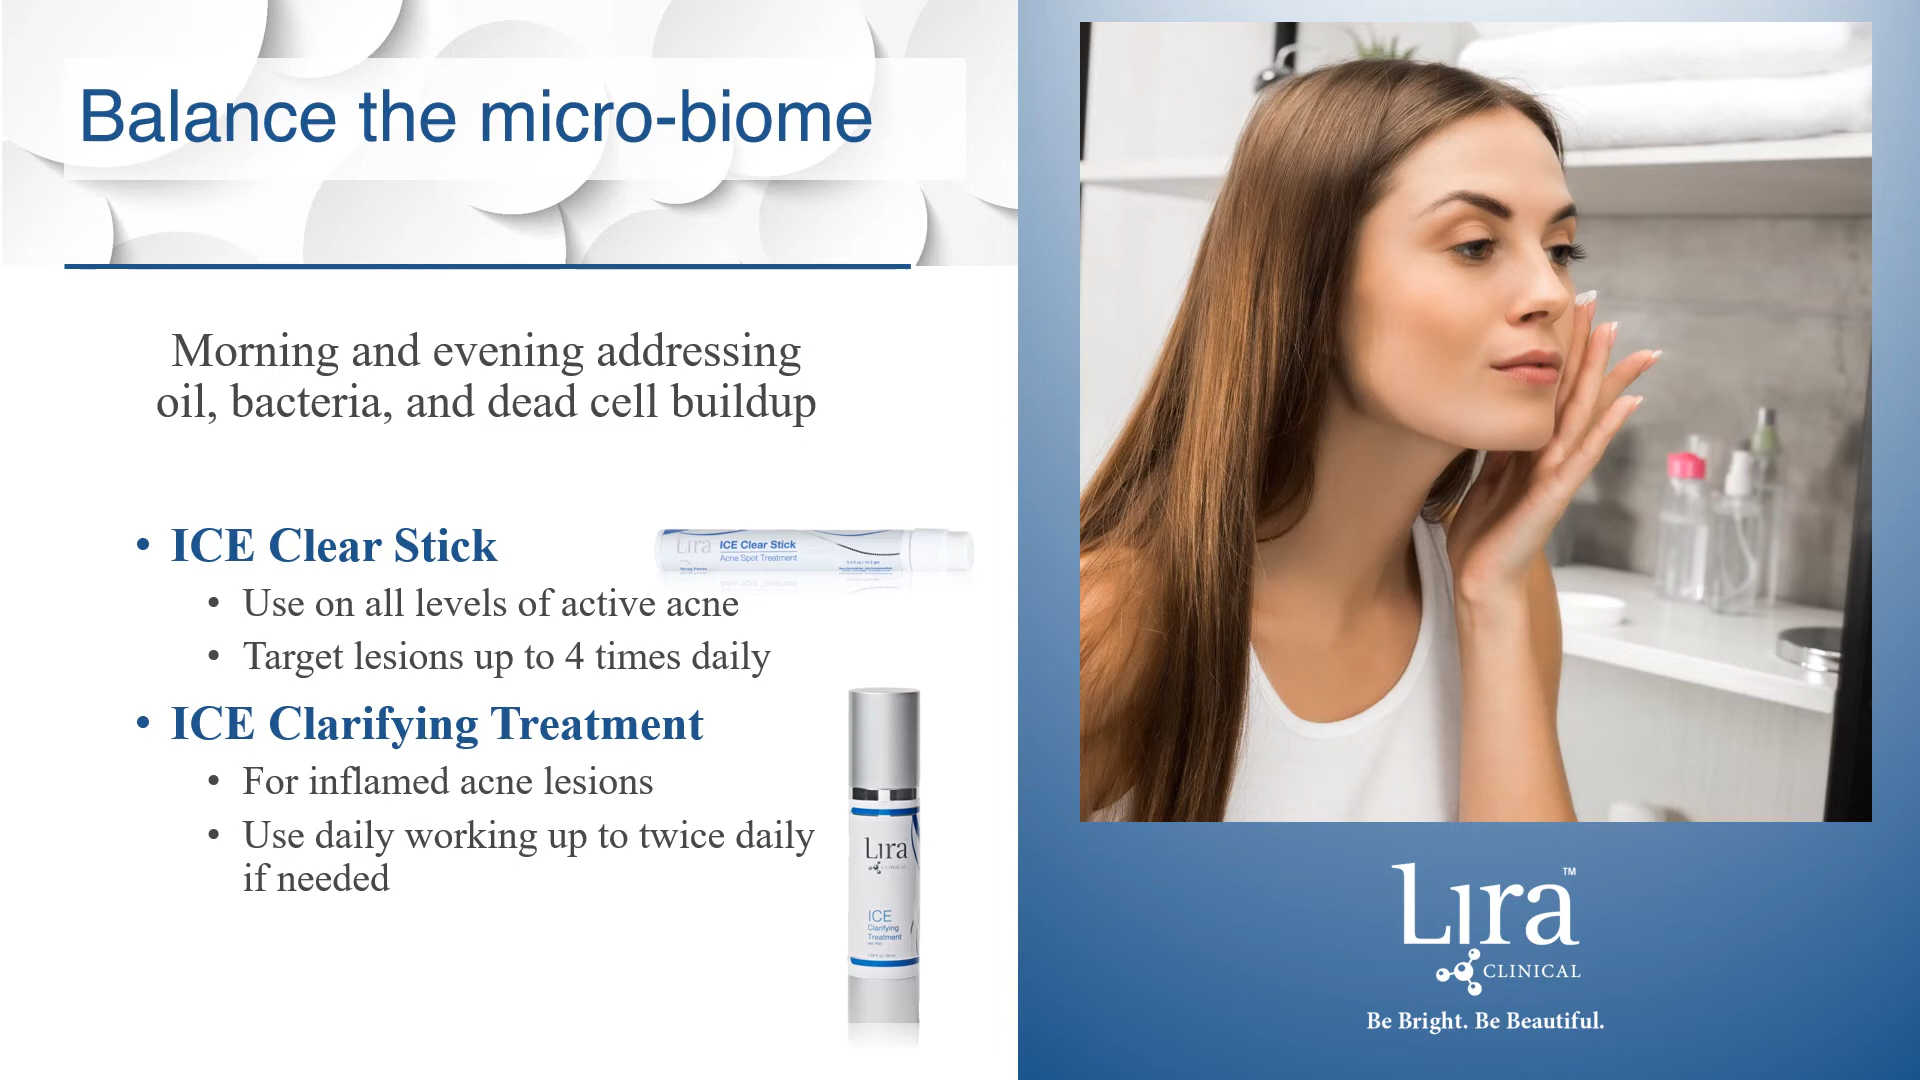 Balance the micro-biome
Morning and evening addressing
oil, bacteria, and dead cell buildup
• ICE Clear Stick
Lira
ICE Clear Stick
Acne Spot Treatment
• Use on all levels of active acne
• Target lesions up to 4 times daily
• ICE Clarifying Treatment
• For inflamed acne lesions
• Use daily working up to twice daily
if needed
Lira
CLINICAL
ICE
Clarifying
Treatment
Lira™
CLINICAL
Be Bright. Be Beautiful.